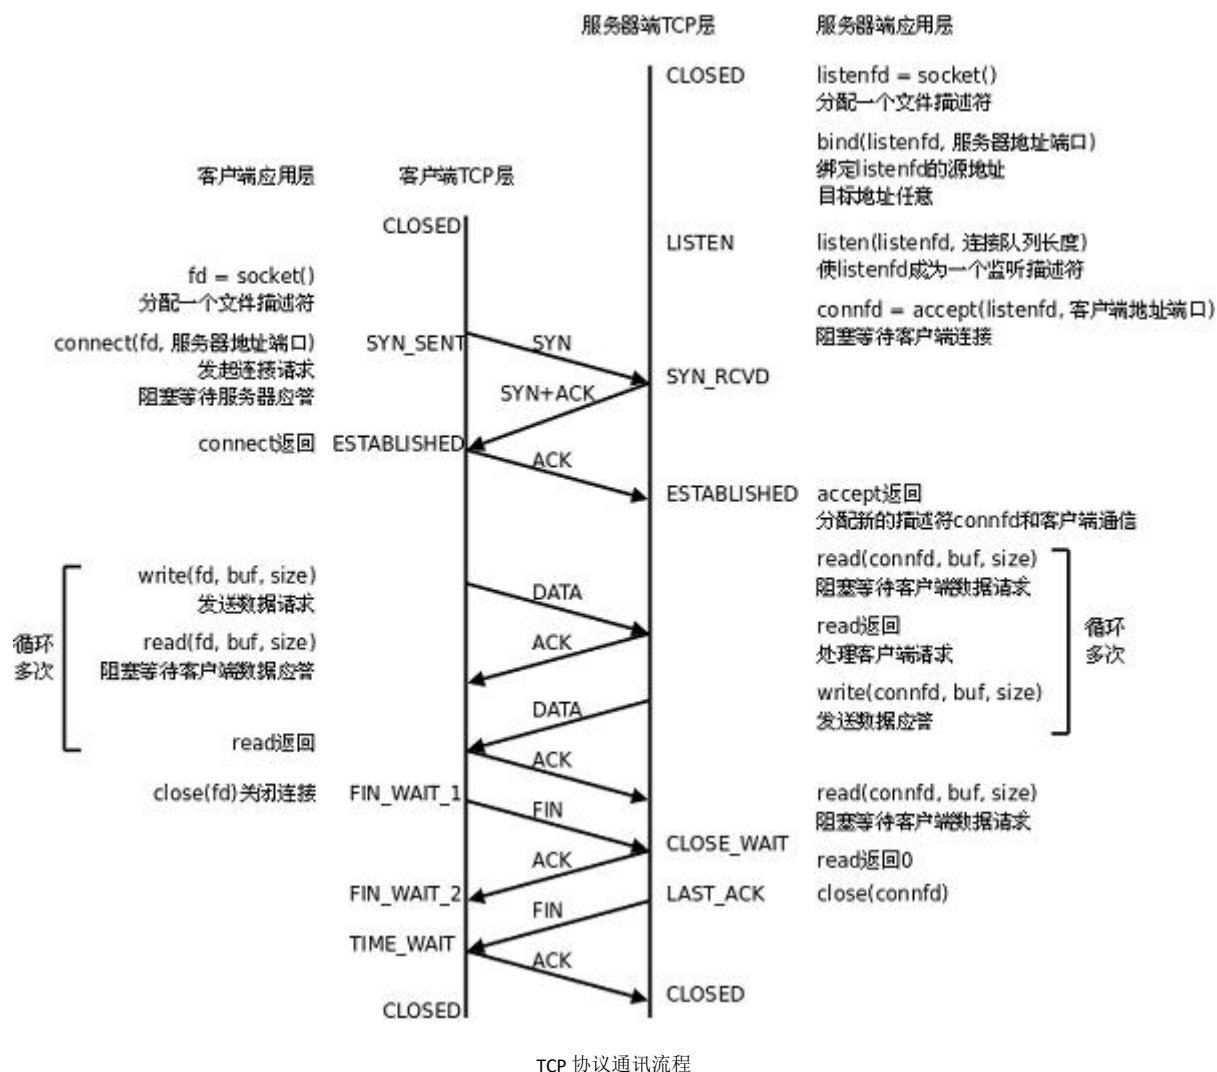 服务器端TCP层
服务器端应用层
CLOSED
listenfd = socket()
分配一个文件描述符
bind(listenfd, 服务器地址端口)
绑定listenfd的源地址
目标地址任意
客户端应用层
客户端TCP层
CLOSED
LISTEN
listen(listenfd, 连接队列长度)
使listenfd成为一个监听描述符
fd = socket()
分配一个文件描述符
connfd = accept(listenfd, 客户端地址端口)
阻塞等待客户端连接
connect(fd, 服务器地址端口)
发起连接请求
阻塞等待服务器应答
SYN_SENT
SYN
SYN_RCVD
SYN+ACK
connect返回
ESTABLISHED
ACK
ESTABLISHED
accept返回
分配新的描述符connfd和客户端通信
循环
多次
write(fd, buf, size)
发送数据请求
read(fd, buf, size)
阻塞等待客户端数据应答
read返回
DATA
ACK
DATA
ACK
read(connfd, buf, size)
阻塞等待客户端数据请求
read返回
处理客户端请求
write(connfd, buf, size)
发送数据应答
循环
多次
close(fd)关闭连接
FIN_WAIT_1
FIN
read(connfd, buf, size)
阻塞等待客户端数据请求
CLOSE_WAIT
ACK
read返回0
FIN_WAIT_2
LAST_ACK
close(connfd)
FIN
TIME_WAIT
ACK
CLOSED
CLOSED
TCP 协议通讯流程